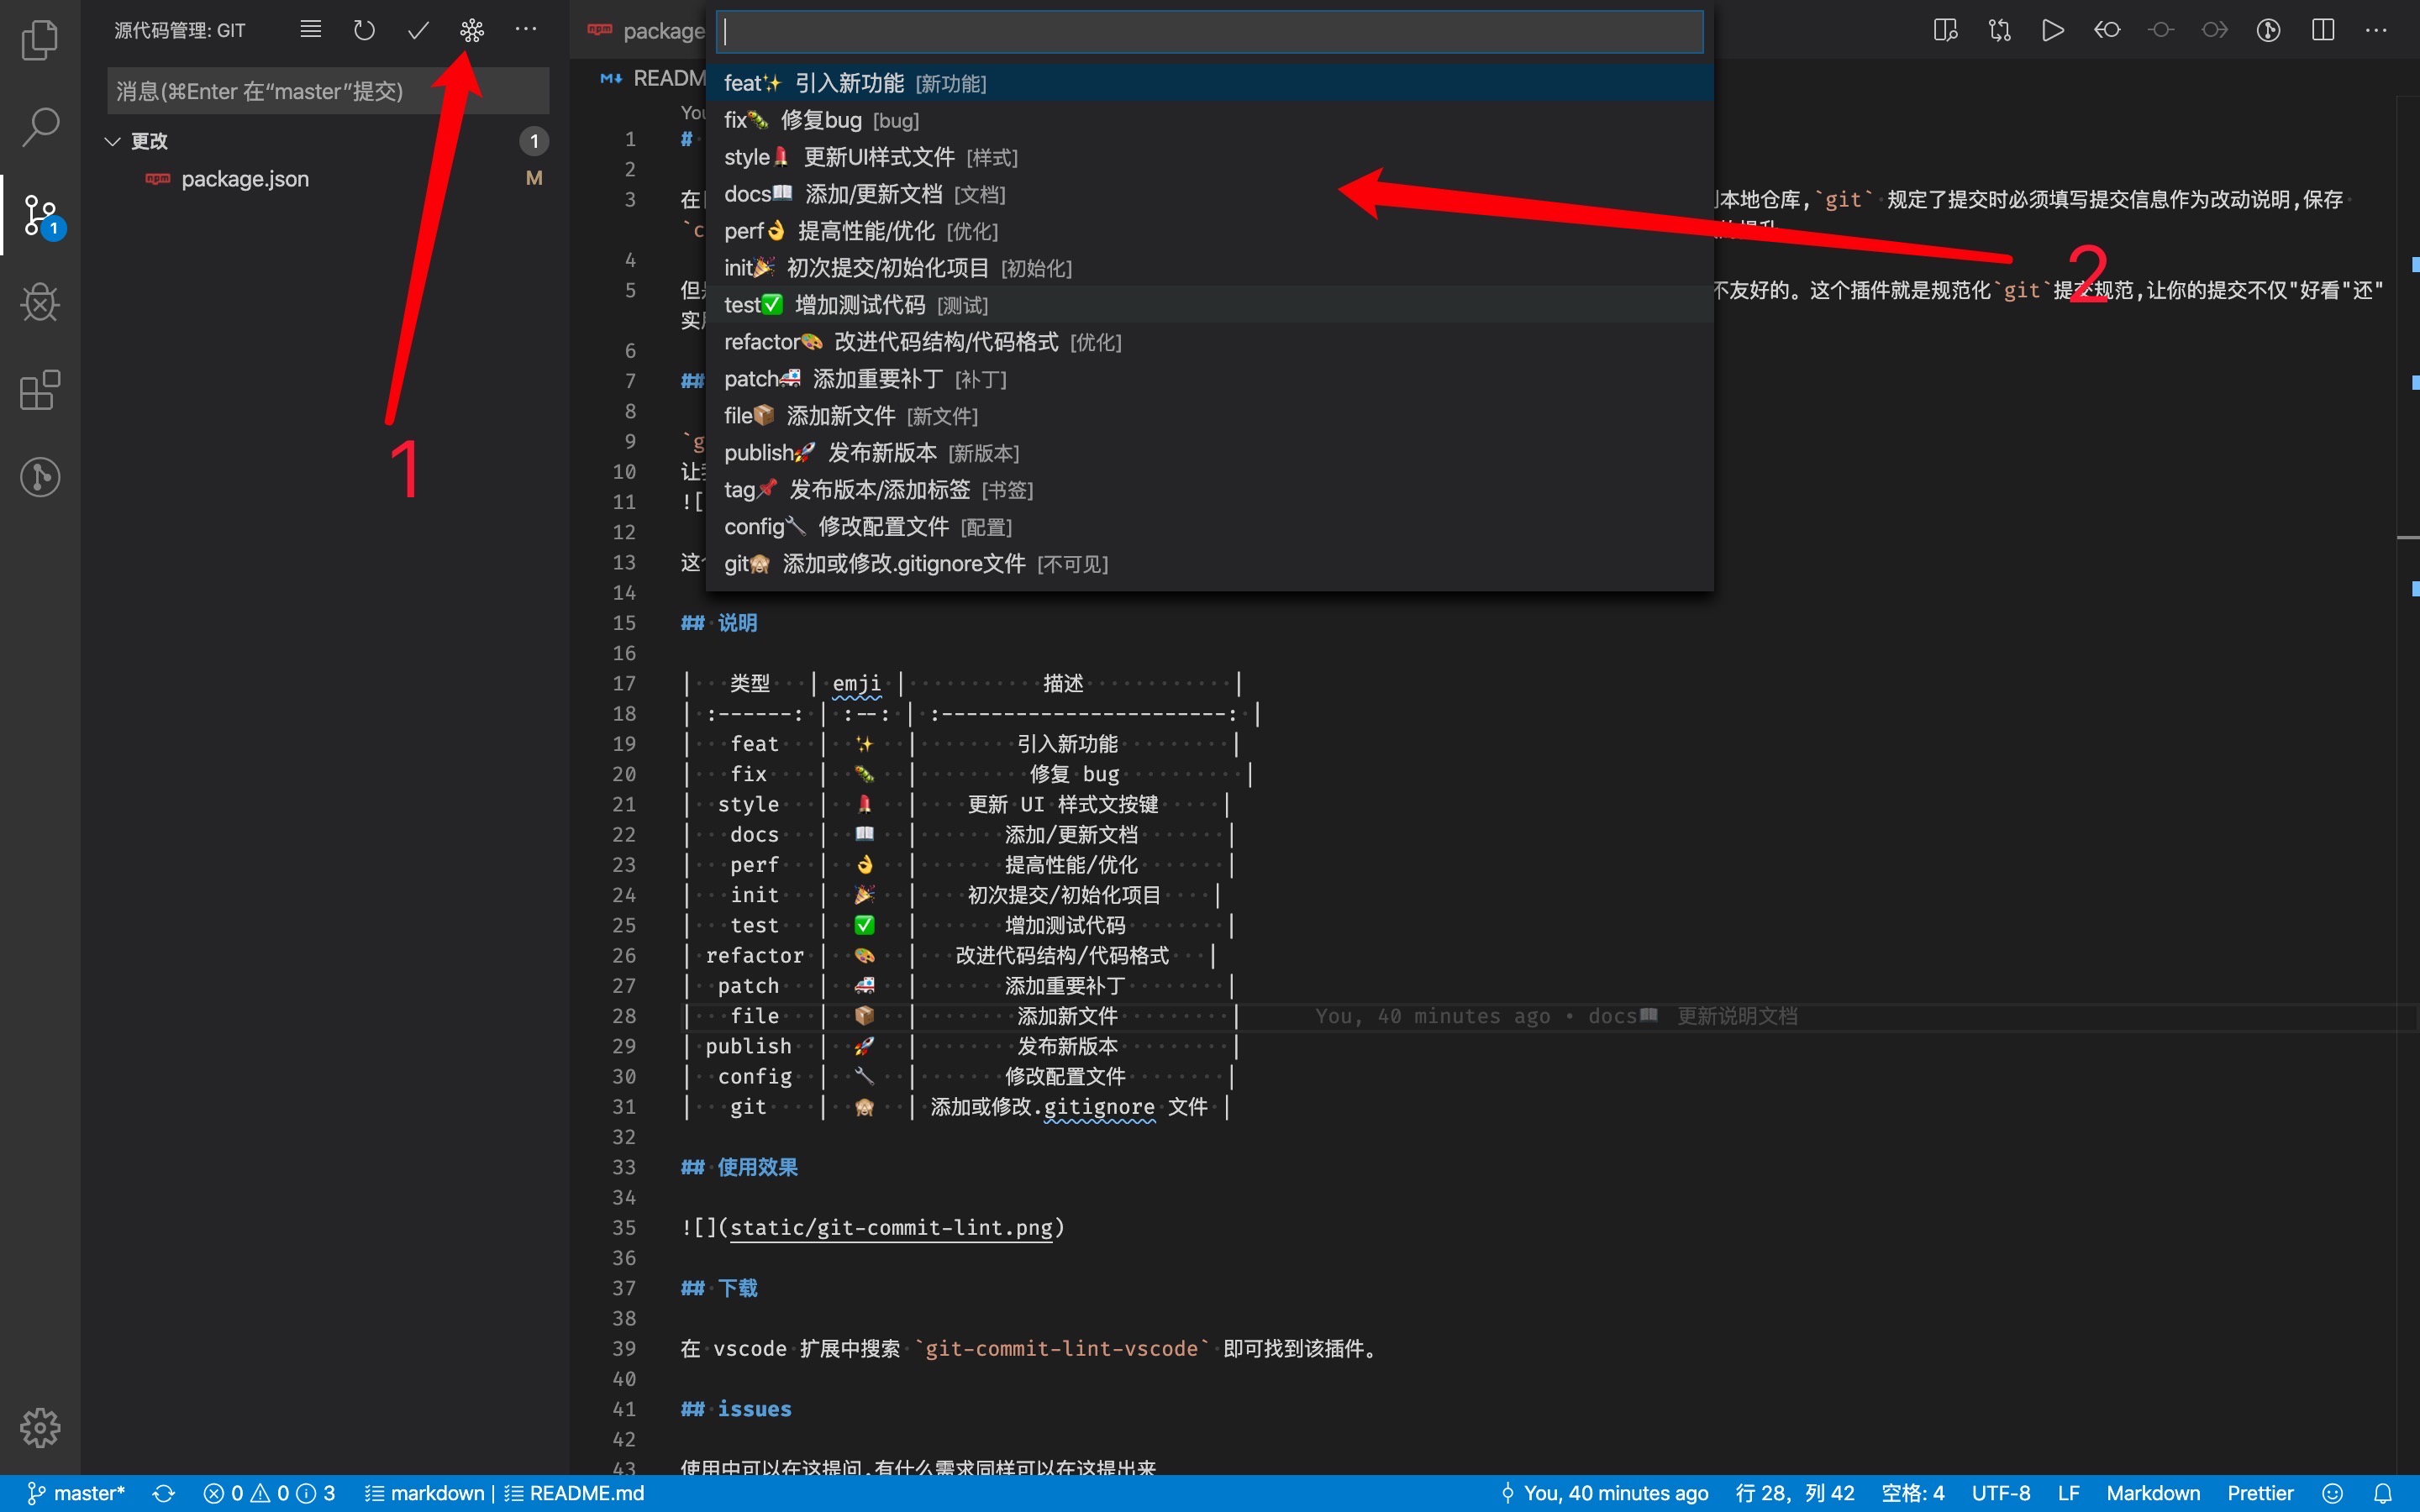 源代码管理: GIT
消息(⌘Enter 在“master”提交)
更改 1
npm package.json M
1
1
npm package
README
feat✨ 引入新功能 [新功能]
fix🐛 修复bug [bug]
style💄 更新UI样式文件 [样式]
docs📖 添加/更新文档 [文档]
perf👌 提高性能/优化 [优化]
init🎉 初次提交/初始化项目 [初始化]
test✅ 增加测试代码 [测试]
refactor🎨 改进代码结构/代码格式 [优化]
patch🚑 添加重要补丁 [补丁]
file📦 添加新文件 [新文件]
publish🚀 发布新版本 [新版本]
tag📌 发布版本/添加标签 [书签]
config🔧 修改配置文件 [配置]
git🙈 添加或修改.gitignore文件 [不可见]
2
You
1 #
2
3 在 本地仓库,`git` 规定了提交时必须填写提交信息作为改动说明,保存
`c
4
5 不友好的。这个插件就是规范化`git`提交规范,让你的提交不仅"好看"还"
6
7 ##
8
9 `g
10
11 ![
12
13
14
15 ## 说明
16
17 | 类型 | emji | 描述 |
18 | :------: | :--: | :-----------------------: |
19 | feat | ✨ | 引入新功能 |
20 | fix | 🐛 | 修复 bug |
21 | style | 💄 | 更新 UI 样式文按键 |
22 | docs | 📖 | 添加/更新文档 |
23 | perf | 👌 | 提高性能/优化 |
24 | init | 🎉 | 初次提交/初始化项目 |
25 | test | ✅ | 增加测试代码 |
26 | refactor | 🎨 | 改进代码结构/代码格式 |
27 | patch | 🚑 | 添加重要补丁 |
28 | file | 📦 | 添加新文件 | You, 40 minutes ago • docs📖 更新说明文档
29 | publish | 🚀 | 发布新版本 |
30 | config | 🔧 | 修改配置文件 |
31 | git | 🙈 | 添加或修改.gitignore 文件 |
32
33 ## 使用效果
34
35 ![](static/git-commit-lint.png)
36
37 ## 下载
38
39 在 vscode 扩展中搜索 `git-commit-lint-vscode` 即可找到该插件。
40
41 ## issues
42
43 使用中可以在这提问,有什么需求同样可以在这提出来
master* 0 0 3 markdown | README.md You, 40 minutes ago 行 28，列 42 空格: 4 UTF-8 LF Markdown Prettier